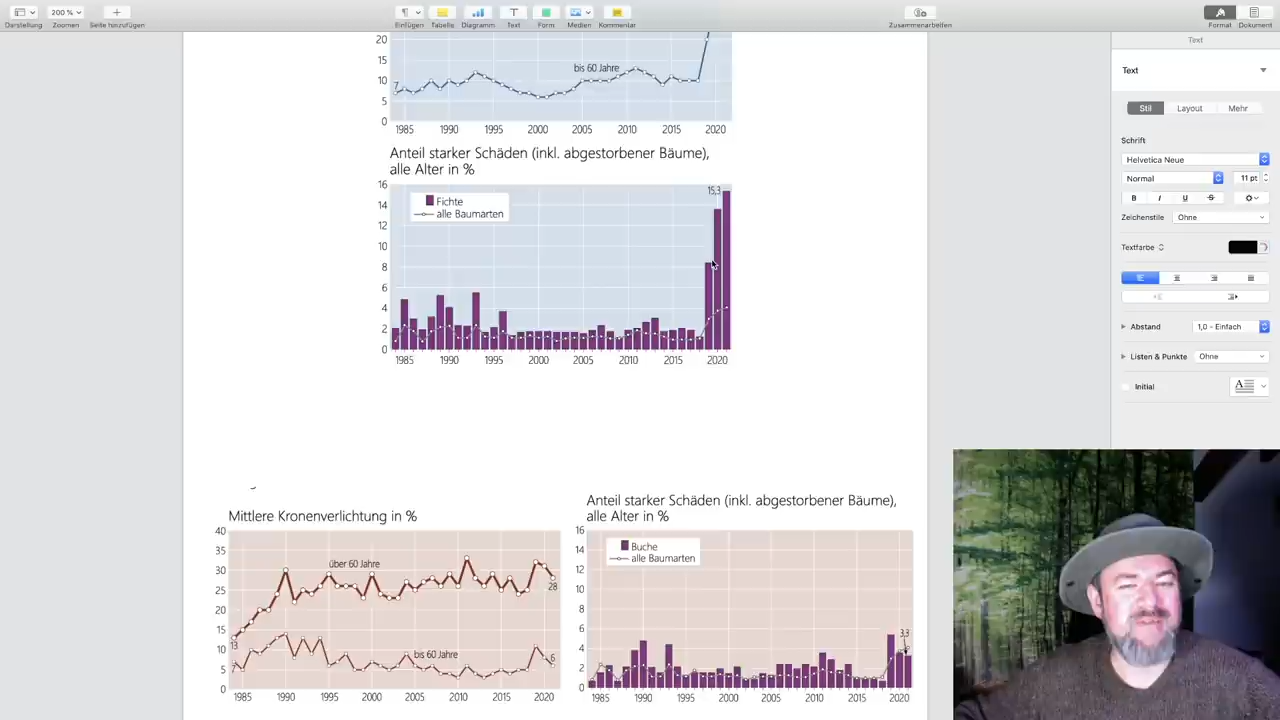 200 %
Darstellung Zoomen Seite hinzufügen Einfügen Tabelle Diagramm Text Form Medien Kommentar Zusammenarbeiten Format Dokument
Text
Text
Stil Layout Mehr
Schrift
Helvetica Neue
Normal 11 pt
B I U S
Zeichenstile Ohne
Textfarbe
Abstand 1,0 - Einfach
Listen & Punkte Ohne
Initial
20
15
10
5
0
7
bis 60 Jahre
1985 1990 1995 2000 2005 2010 2015 2020
Anteil starker Schäden (inkl. abgestorbener Bäume),
alle Alter in %
16
14
12
10
8
6
4
2
0
Fichte
alle Baumarten
15,3
1985 1990 1995 2000 2005 2010 2015 2020
Mittlere Kronenverlichtung in %
40
35
30
25
20
15
10
5
0
über 60 Jahre
28
13
bis 60 Jahre
7
6
1985 1990 1995 2000 2005 2010 2015 2020
Anteil starker Schäden (inkl. abgestorbener Bäume),
alle Alter in %
16
14
12
10
8
6
4
2
0
Buche
alle Baumarten
3,3
1985 1990 1995 2000 2005 2010 2015 2020